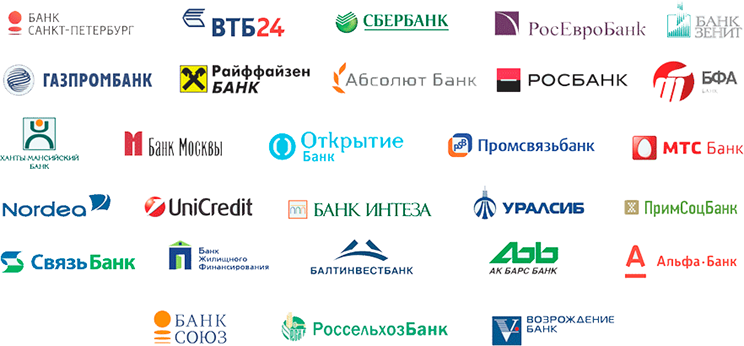 БАНК
САНКТ-ПЕТЕРБУРГ
ВТБ24
СБЕРБАНК
РосЕвроБанк
БАНК
ЗЕНИТ
ГАЗПРОМБАНК
Райффайзен
БАНК
Абсолют Банк
РОСБАНК
БФА
БАНК
ХАНТЫ МАНСИЙСКИЙ
БАНК
Банк Москвы
Открытие
Банк
PSB
Промсвязьбанк
МТС Банк
Nordea
UniCredit
БАНК ИНТЕЗА
УРАЛСИБ
ПримСоцБанк
СвязьБанк
Банк
Жилищного
Финансирования
БАЛТИНВЕСТБАНК
АК БАРС БАНК
Альфа·Банк
БАНК
СОЮЗ
РоссельхозБанк
ВОЗРОЖДЕНИЕ
БАНК